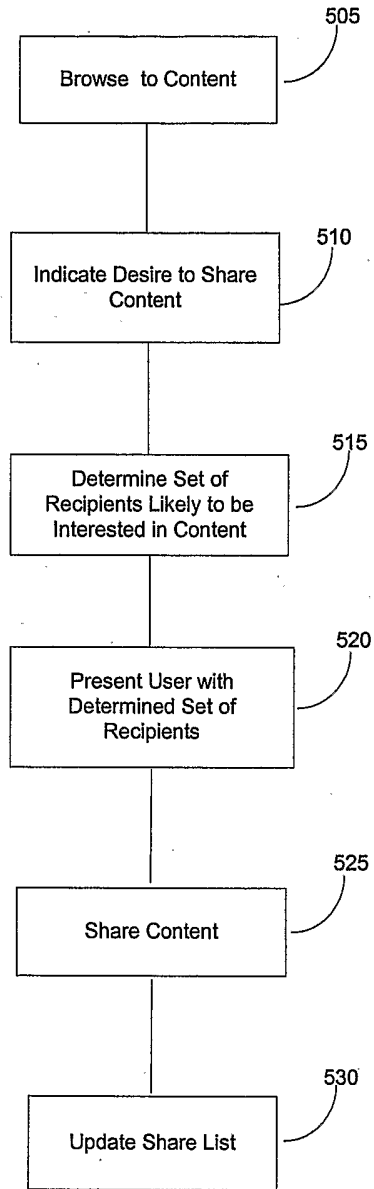 505
Browse to Content
510
Indicate Desire to Share
Content
515
Determine Set of
Recipients Likely to be
Interested in Content
520
Present User with
Determined Set of
Recipients
525
Share Content
530
Update Share List